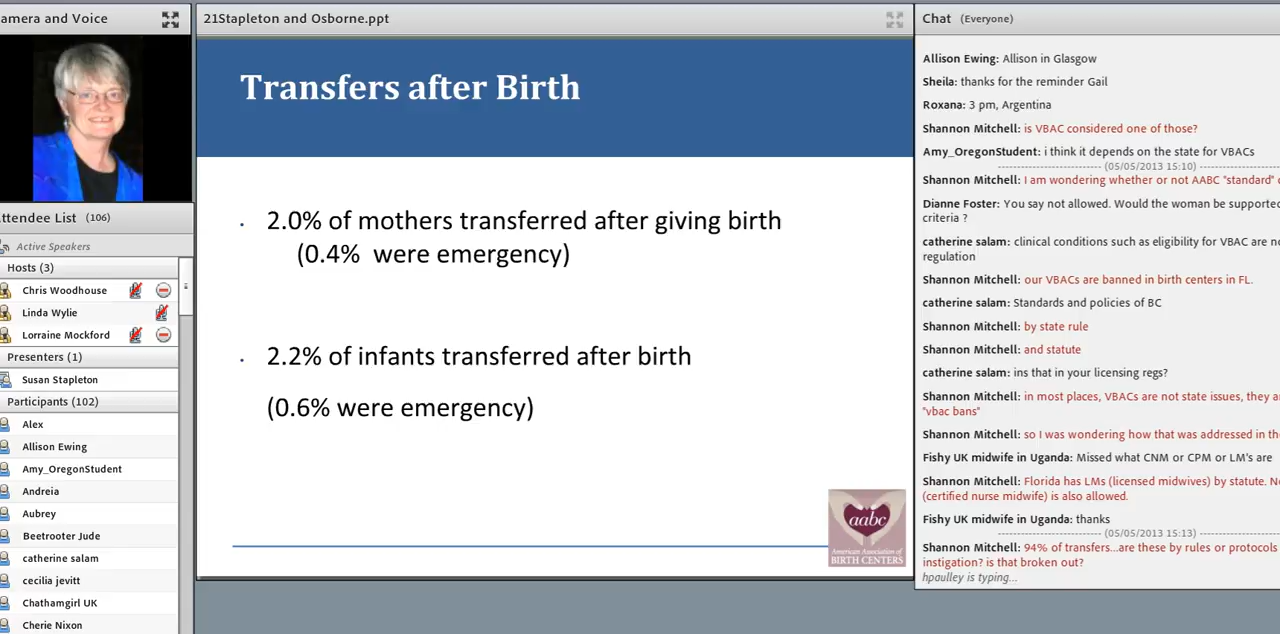 amera and Voice
ttendee List (106)
Active Speakers
Hosts (3)
Chris Woodhouse
Linda Wylie
Lorraine Mockford
Presenters (1)
Susan Stapleton
Participants (102)
Alex
Allison Ewing
Amy_OregonStudent
Andreia
Aubrey
Beetrooter Jude
catherine salam
cecilia jevitt
Chathamgirl UK
Cherie Nixon
21Stapleton and Osborne.ppt
Transfers after Birth
· 2.0% of mothers transferred after giving birth
(0.4% were emergency)
· 2.2% of infants transferred after birth
(0.6% were emergency)
aabc
American Association of
BIRTH CENTERS
Chat (Everyone)
Allison Ewing: Allison in Glasgow
Sheila: thanks for the reminder Gail
Roxana: 3 pm, Argentina
Shannon Mitchell: is VBAC considered one of those?
Amy_OregonStudent: i think it depends on the state for VBACs
(05/05/2013 15:10)
Shannon Mitchell: I am wondering whether or not AABC "standard"
Dianne Foster: You say not allowed. Would the woman be supported
criteria ?
catherine salam: clinical conditions such as eligibility for VBAC are no
regulation
Shannon Mitchell: our VBACs are banned in birth centers in FL.
catherine salam: Standards and policies of BC
Shannon Mitchell: by state rule
Shannon Mitchell: and statute
catherine salam: ins that in your licensing regs?
Shannon Mitchell: in most places, VBACs are not state issues, they a
"vbac bans"
Shannon Mitchell: so I was wondering how that was addressed in th
Fishy UK midwife in Uganda: Missed what CNM or CPM or LM's are
Shannon Mitchell: Florida has LMs (licensed midwives) by statute. N
(certified nurse midwife) is also allowed.
Fishy UK midwife in Uganda: thanks
(05/05/2013 15:13)
Shannon Mitchell: 94% of transfers...are these by rules or protocols
instigation? is that broken out?
hpaulley is typing...